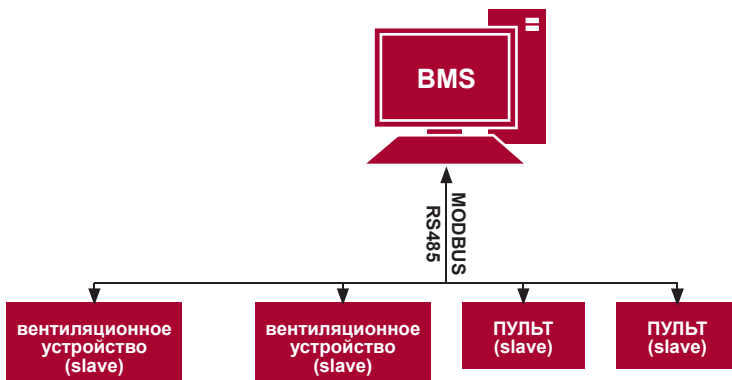 BMS
MODBUS
RS485
вентиляционное
устройство
(slave)
вентиляционное
устройство
(slave)
ПУЛЬТ
(slave)
ПУЛЬТ
(slave)